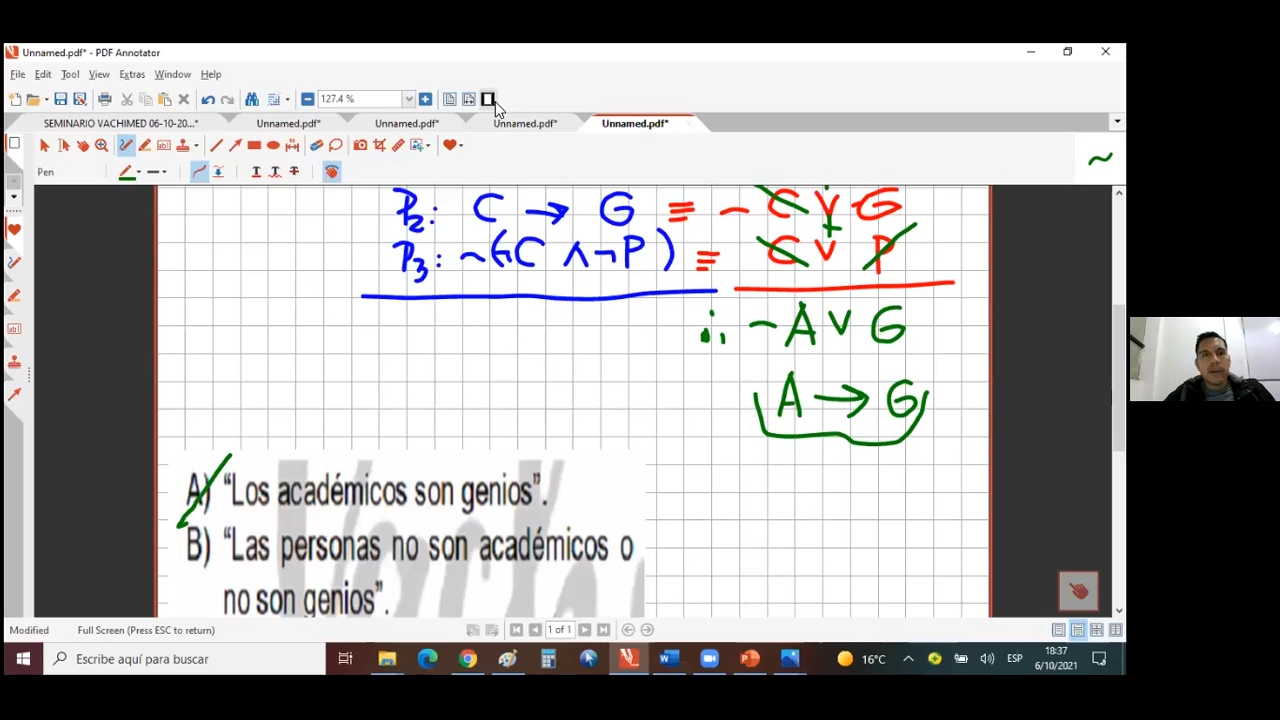 Unnamed.pdf* - PDF Annotator
File Edit Tool View Extras Window Help
127.4 %
SEMINARIO VACHIMED 06-10-20...* Unnamed.pdf* Unnamed.pdf* Unnamed.pdf* Unnamed.pdf*
Pen
P2: C → G ≡ ~ C v G
P3: ~(¬C ∧ ¬P) ≡ C v P
∴ ¬A v G
A → G
A) “Los académicos son genios”.
B) “Las personas no son académicos o
no son genios”.
Modified Full Screen (Press ESC to return) 1 of 1
Escribe aquí para buscar 16°C ESP 18:37
6/10/2021